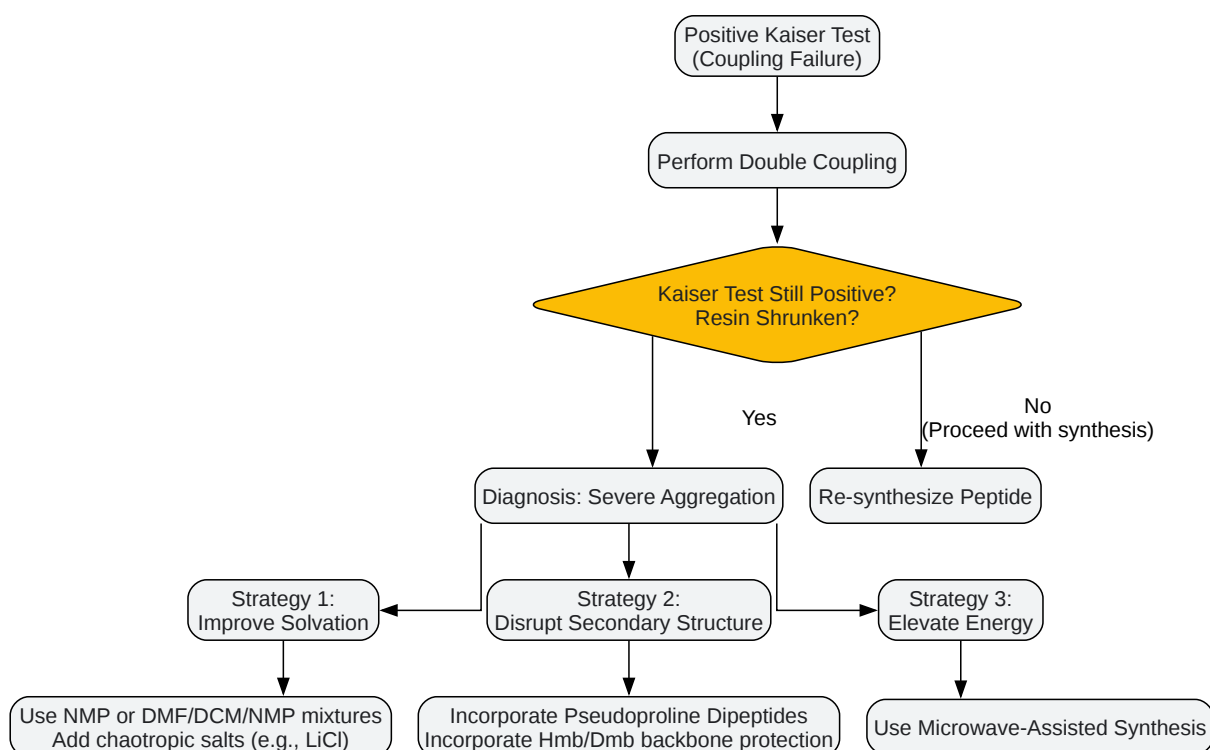 Positive Kaiser Test
(Coupling Failure)
Perform Double Coupling
Kaiser Test Still Positive?
Resin Shrunken?
Yes
No
(Proceed with synthesis)
Diagnosis: Severe Aggregation
Re-synthesize Peptide
Strategy 1:
Improve Solvation
Strategy 2:
Disrupt Secondary Structure
Strategy 3:
Elevate Energy
Use NMP or DMF/DCM/NMP mixtures
Add chaotropic salts (e.g., LiCl)
Incorporate Pseudoproline Dipeptides
Incorporate Hmb/Dmb backbone protection
Use Microwave-Assisted Synthesis